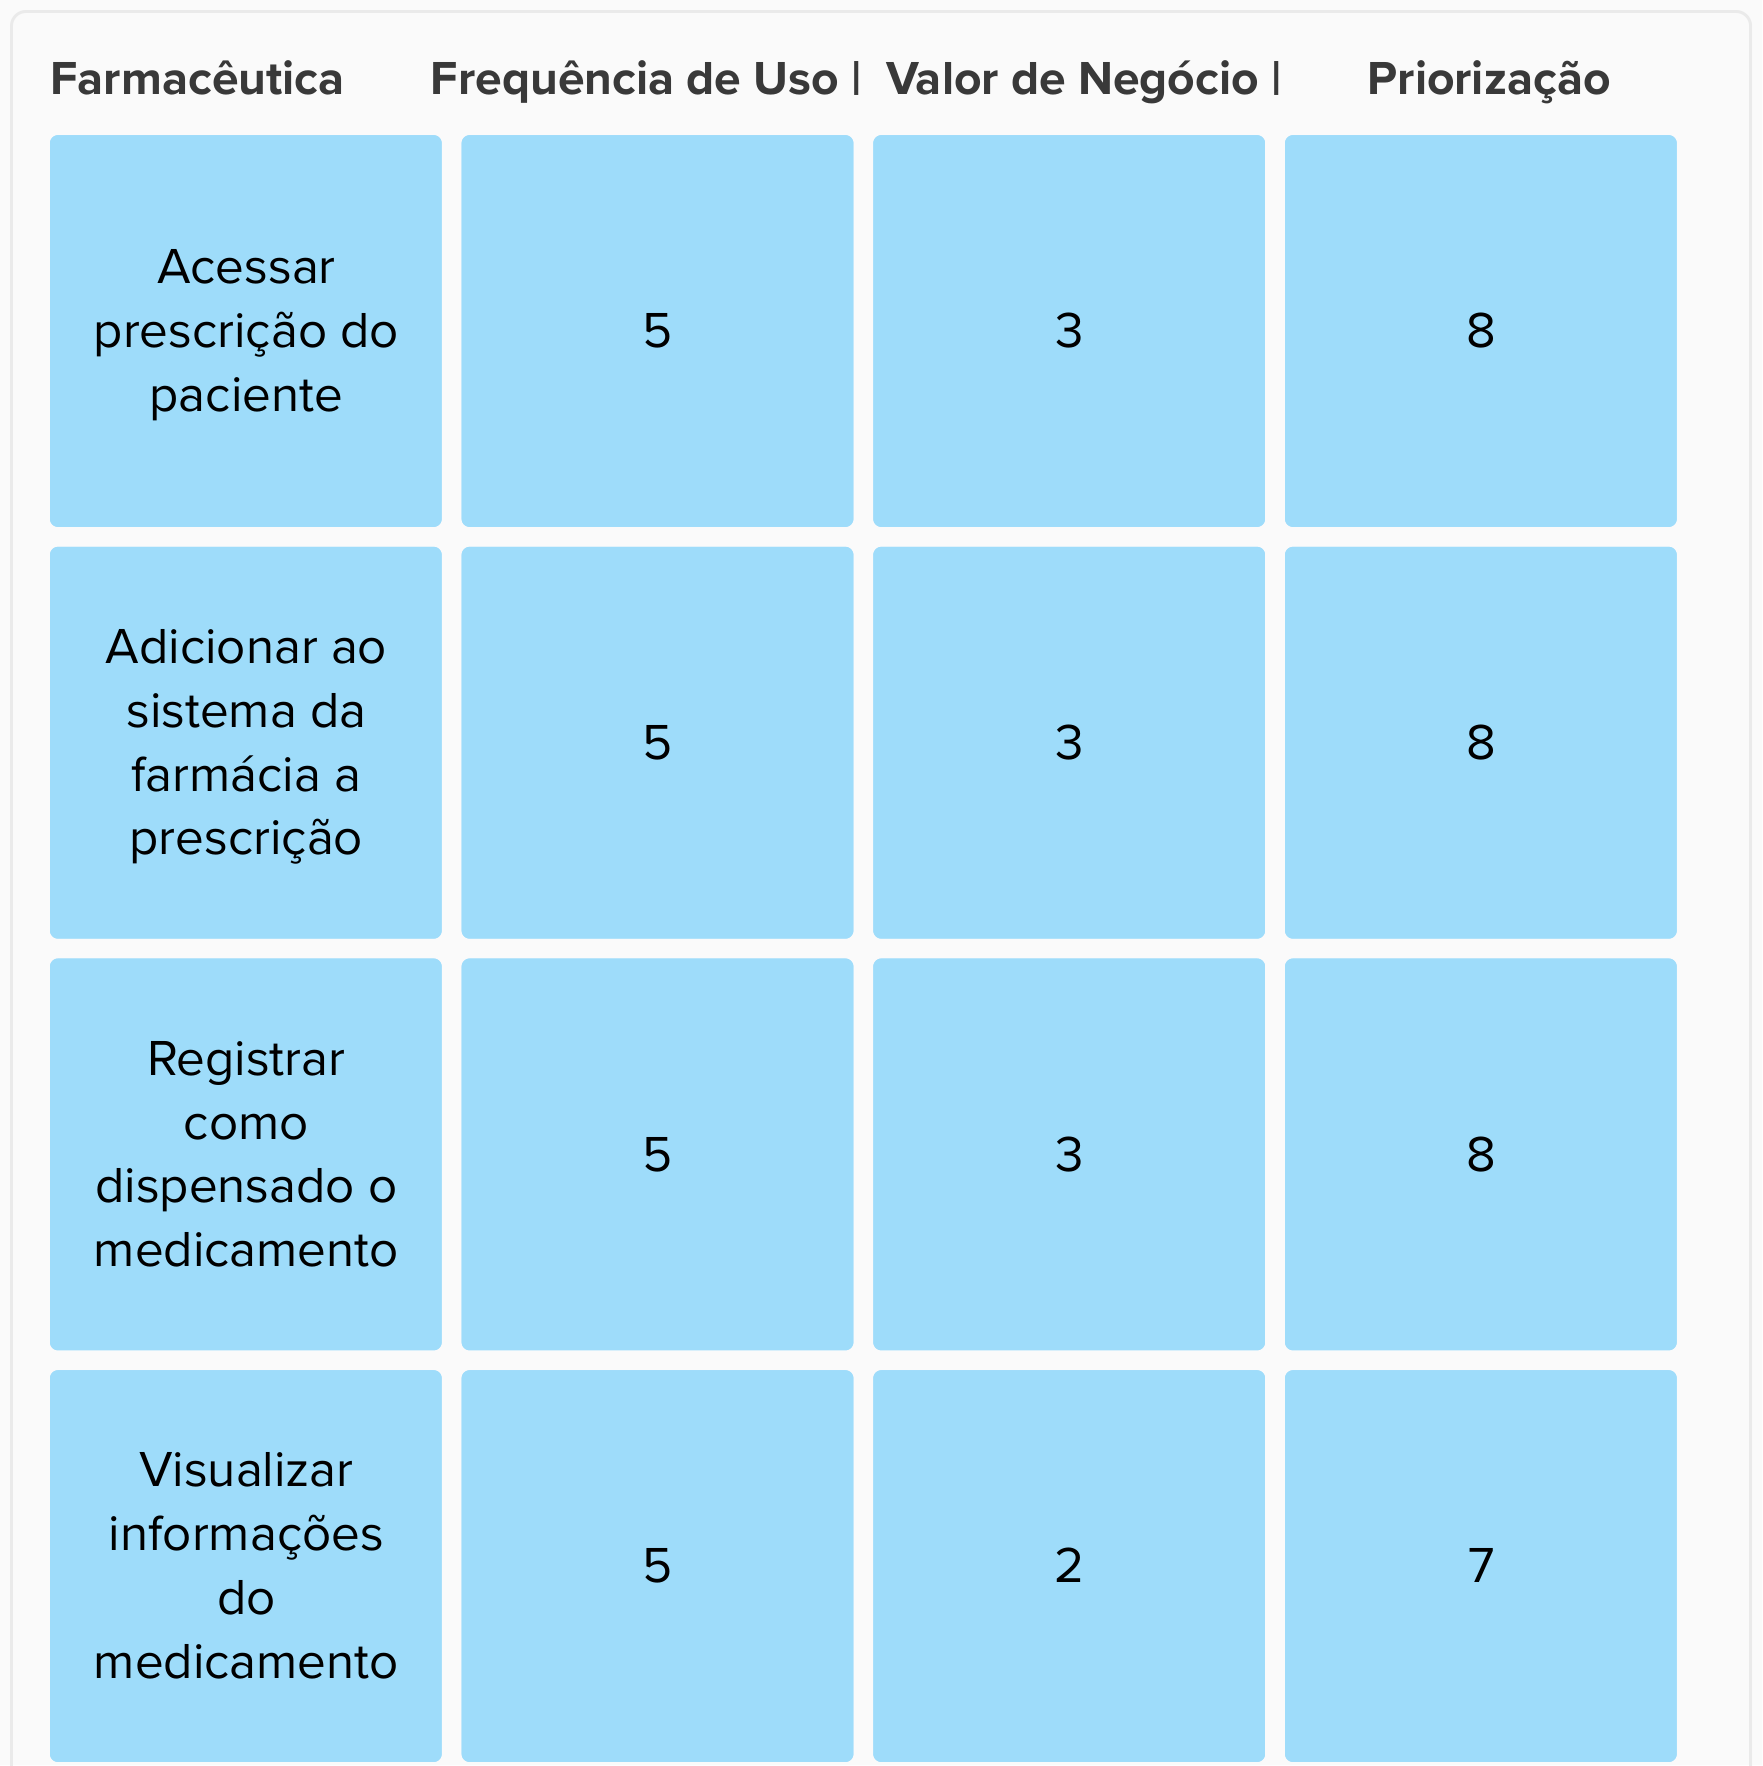 Farmacêutica Frequência de Uso | Valor de Negócio | Priorização
Acessar
prescrição do
paciente
5
3
8
Adicionar ao
sistema da
farmácia a
prescrição
5
3
8
Registrar
como
dispensado o
medicamento
5
3
8
Visualizar
informações
do
medicamento
5
2
7